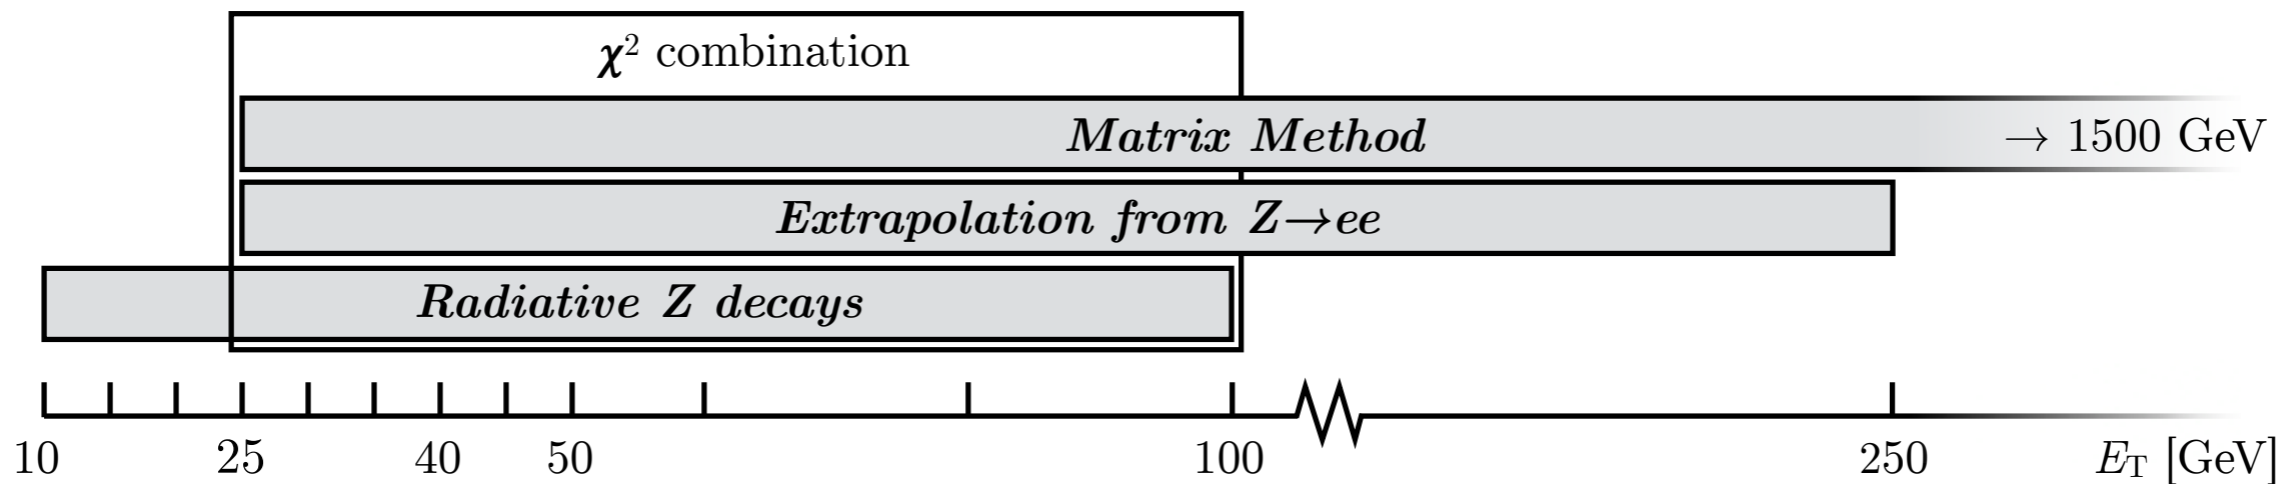 χ² combination
Matrix Method → 1500 GeV
Extrapolation from Z→ee
Radiative Z decays
10 25 40 50 100 250 E_T [GeV]